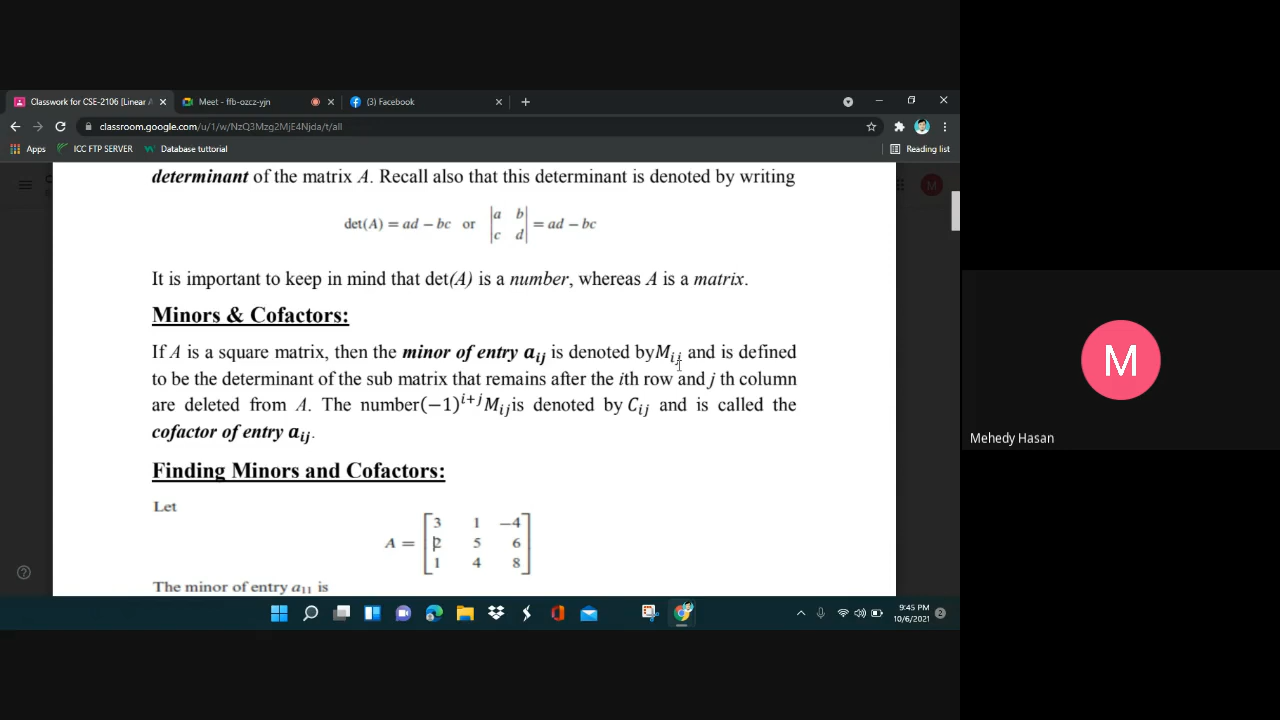 Classwork for CSE-2106 [Linear A
Meet - ffb-ozcz-yjn
(3) Facebook
classroom.google.com/u/1/w/NzQ3Mzg2MjE4Njda/t/all
Apps
ICC FTP SERVER
Database tutorial
Reading list
determinant of the matrix A. Recall also that this determinant is denoted by writing
det(A) = ad − bc or |a b| = ad − bc
|c d|
It is important to keep in mind that det(A) is a number, whereas A is a matrix.
Minors & Cofactors:
If A is a square matrix, then the minor of entry aᵢⱼ is denoted byMᵢⱼ and is defined
to be the determinant of the sub matrix that remains after the ith row and j th column
are deleted from A. The number(−1)ⁱ⁺ʲMᵢⱼis denoted by Cᵢⱼ and is called the
cofactor of entry aᵢⱼ.
Finding Minors and Cofactors:
Let
3 1 −4
A = 2 5 6
1 4 8
The minor of entry a₁₁ is
M
M
Mehedy Hasan
9:45 PM
10/6/2021
2